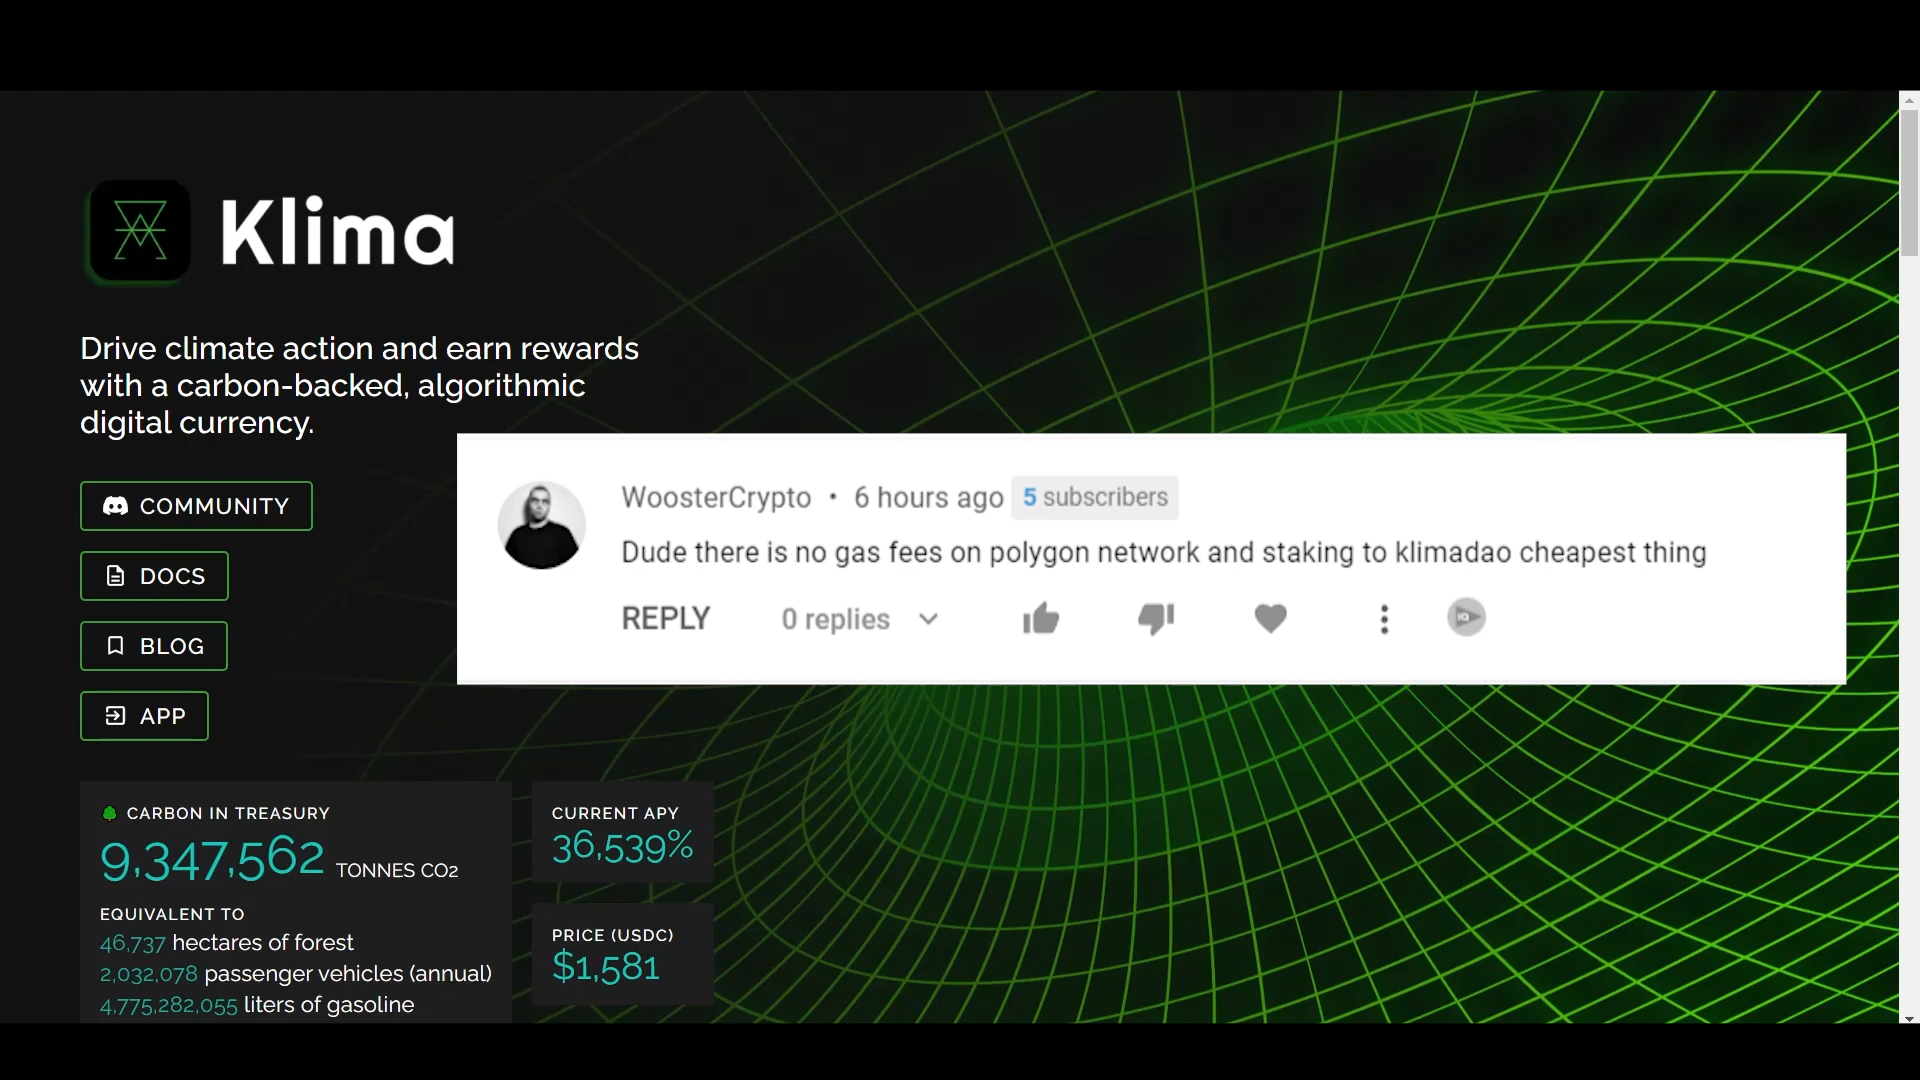 Klima
Drive climate action and earn rewards
with a carbon-backed, algorithmic
digital currency.
COMMUNITY
DOCS
BLOG
APP
WoosterCrypto • 6 hours ago 5 subscribers
Dude there is no gas fees on polygon network and staking to klimadao cheapest thing
REPLY 0 replies
CARBON IN TREASURY
9,347,562 TONNES CO2
EQUIVALENT TO
46,737 hectares of forest
2,032,078 passenger vehicles (annual)
4,775,282,055 liters of gasoline
CURRENT APY
36,539%
PRICE (USDC)
$1,581